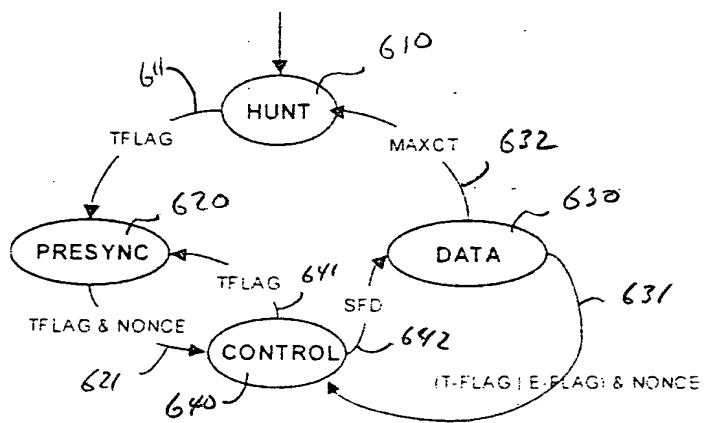 610
611
HUNT
TFLAG
MAXCT
632
620
630
PRESYNC
DATA
TFLAG
641
SFD
631
TFLAG & NONCE
642
CONTROL
621
(T-FLAG | E-FLAG) & NONCE
640